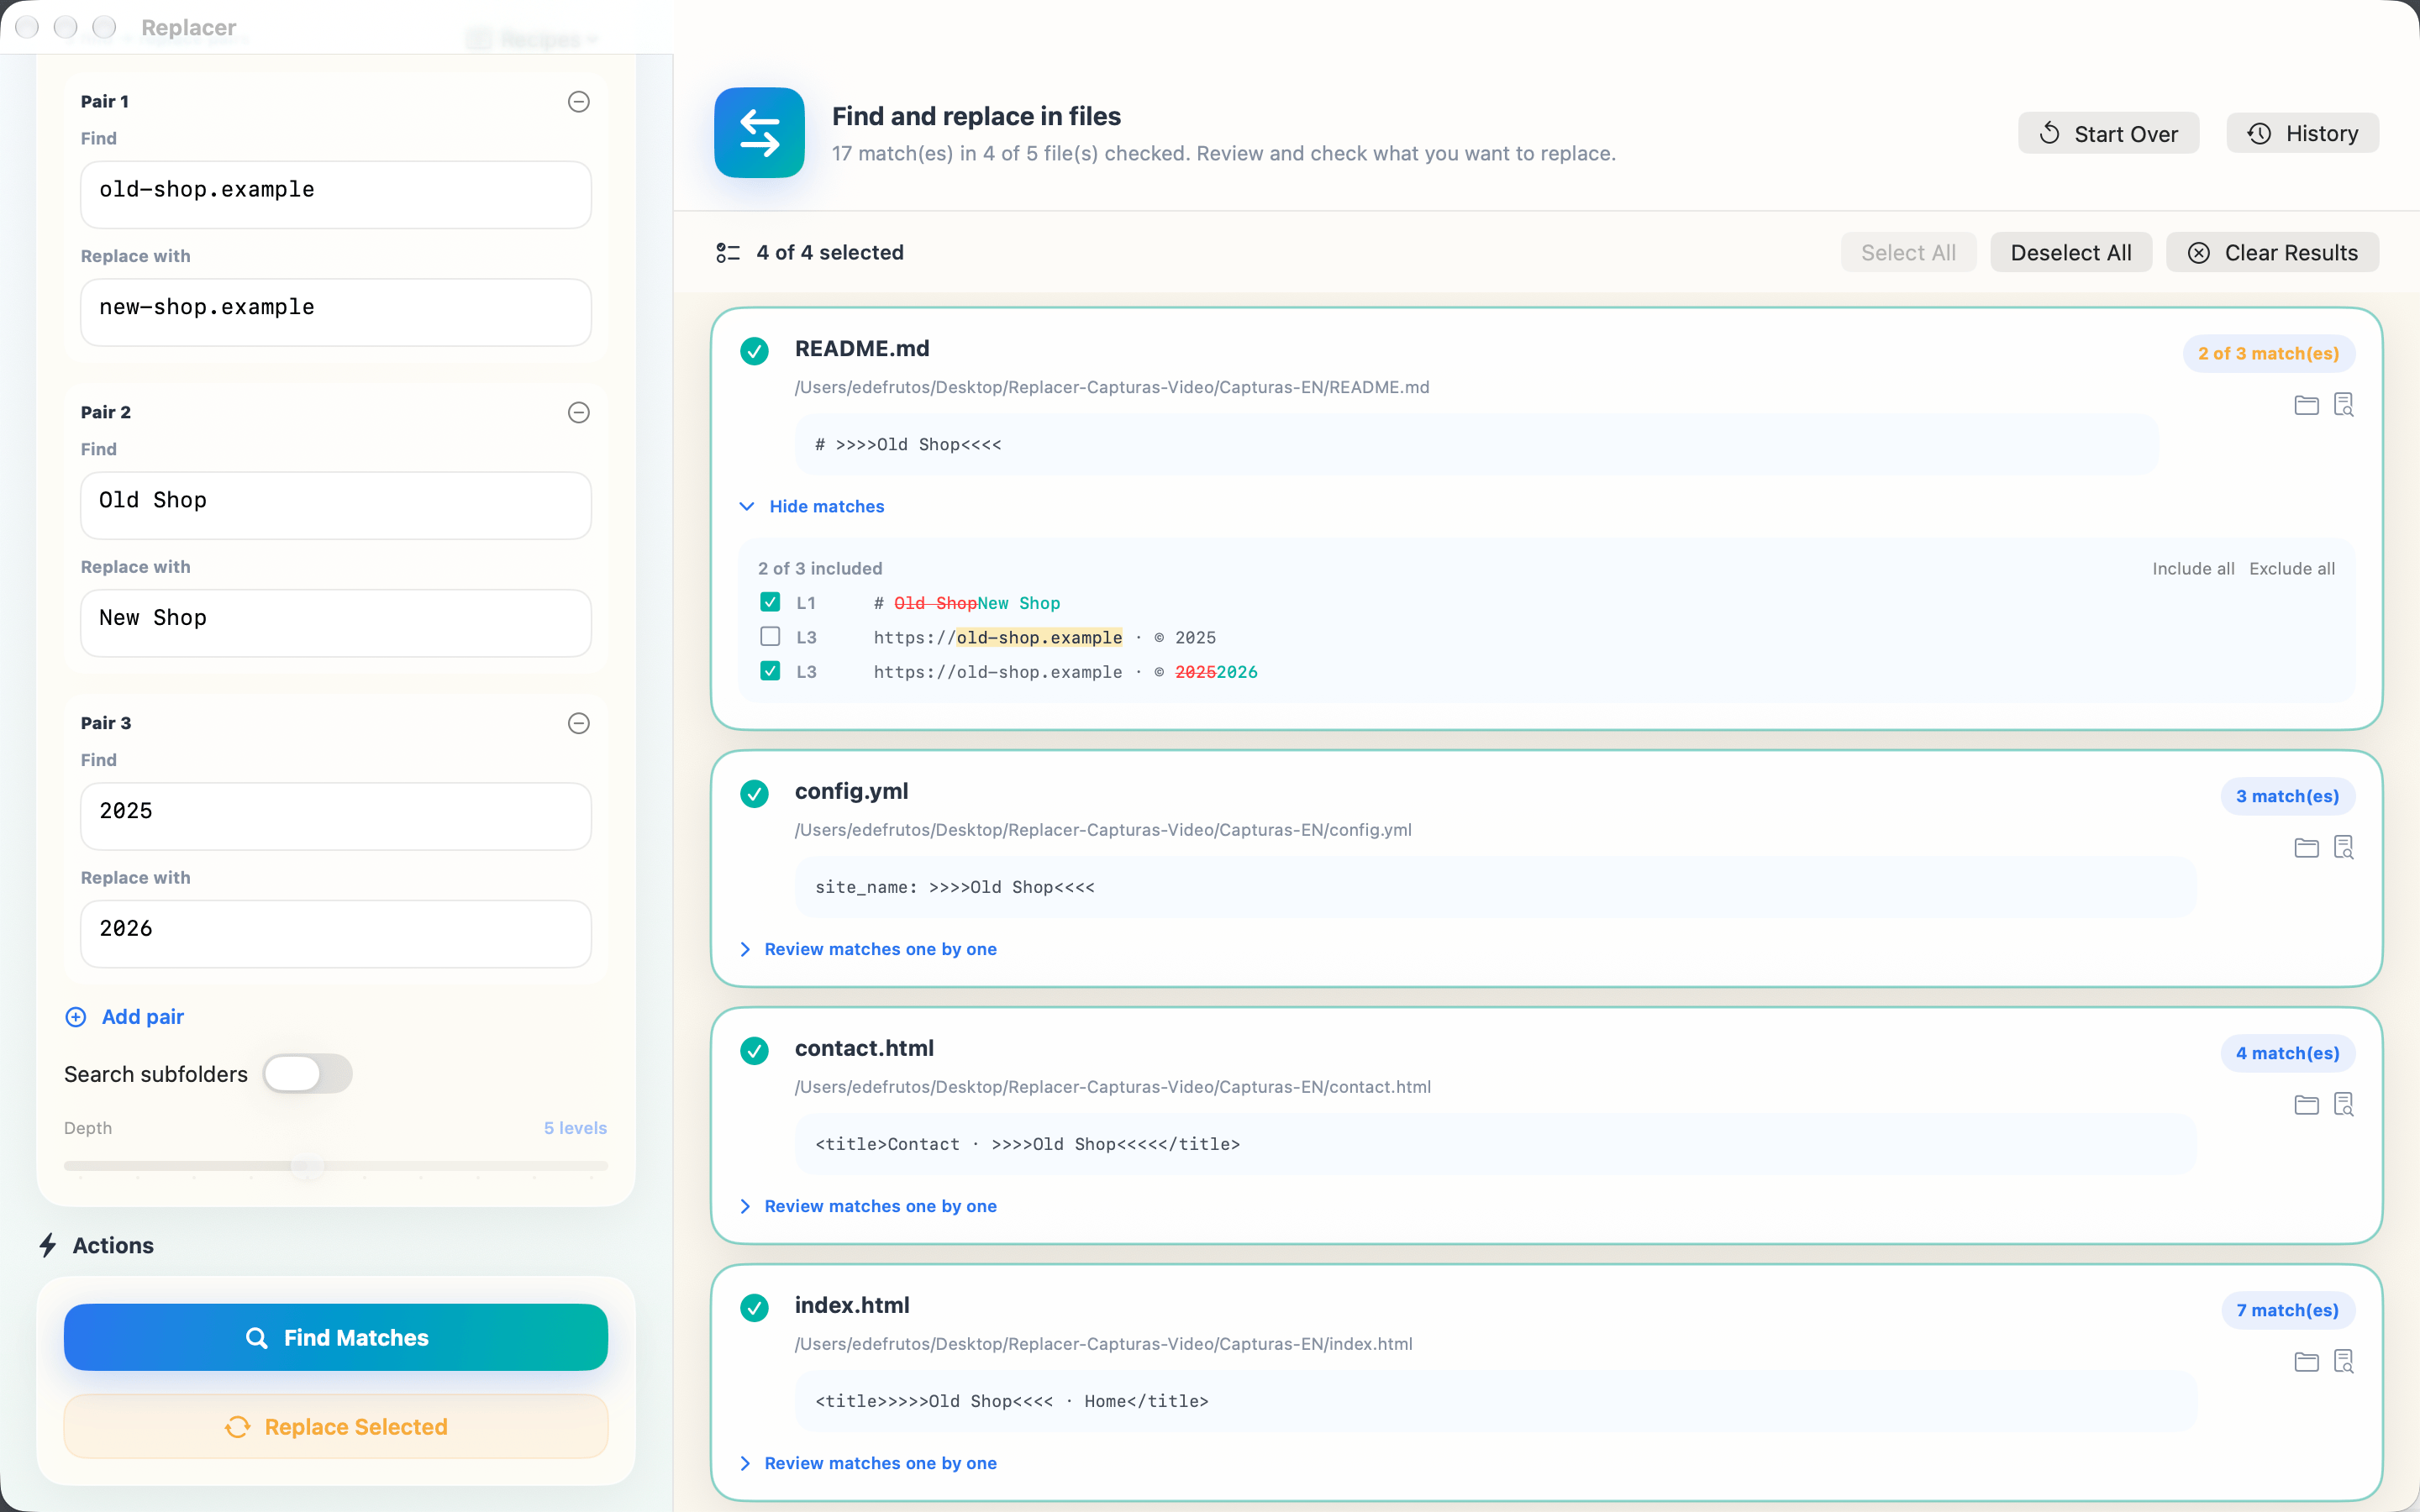 Replacer
Recipes
Pair 1
Find
old-shop.example
Replace with
new-shop.example
Pair 2
Find
Old Shop
Replace with
New Shop
Pair 3
Find
2025
Replace with
2026
Add pair
Search subfolders
Depth
5 levels
Actions
Find Matches
Replace Selected
Find and replace in files
17 match(es) in 4 of 5 file(s) checked. Review and check what you want to replace.
Start Over
History
4 of 4 selected
Select All
Deselect All
Clear Results
README.md
2 of 3 match(es)
/Users/edefrutos/Desktop/Replacer-Capturas-Video/Capturas-EN/README.md
# >>>>Old Shop<<<<
Hide matches
2 of 3 included
Include all
Exclude all
L1 # Old ShopNew Shop
L3 https://old-shop.example · © 2025
L3 https://old-shop.example · © 20252026
config.yml
3 match(es)
/Users/edefrutos/Desktop/Replacer-Capturas-Video/Capturas-EN/config.yml
site_name: >>>>Old Shop<<<<
Review matches one by one
contact.html
4 match(es)
/Users/edefrutos/Desktop/Replacer-Capturas-Video/Capturas-EN/contact.html
<title>Contact · >>>>Old Shop<<<<</title>
Review matches one by one
index.html
7 match(es)
/Users/edefrutos/Desktop/Replacer-Capturas-Video/Capturas-EN/index.html
<title>>>>>Old Shop<<<< · Home</title>
Review matches one by one